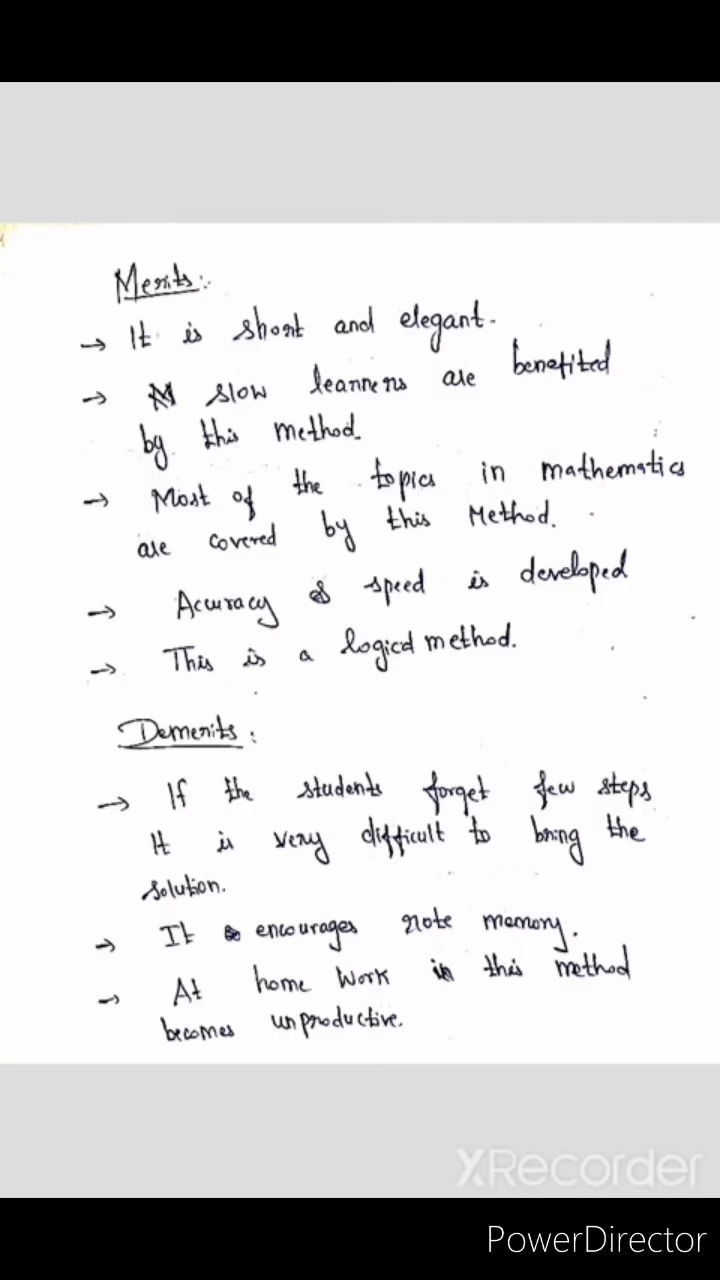 Merits:
→ It is short and elegant.
→ slow learners are benefited
by this method.
→ Most of the topics in mathematics
are covered by this Method.
→ Accuracy & speed is developed
→ This is a logical method.
Demerits:
→ If the students forget few steps
It is very difficult to bring the
solution.
→ It encourages rote memory.
→ At home work in this method
becomes unproductive.
XRecorder
PowerDirector